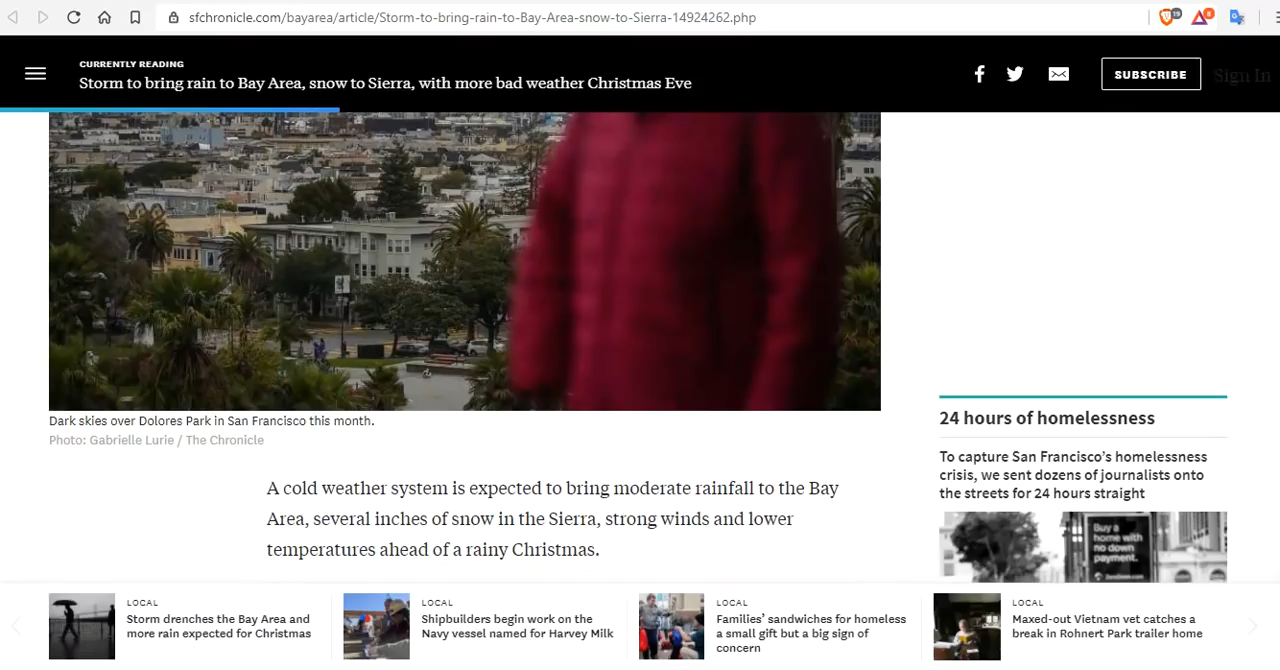 sfchronicle.com/bayarea/article/Storm-to-bring-rain-to-Bay-Area-snow-to-Sierra-14924262.php
CURRENTLY READING
Storm to bring rain to Bay Area, snow to Sierra, with more bad weather Christmas Eve
SUBSCRIBE
Sign In
Dark skies over Dolores Park in San Francisco this month.
Photo: Gabrielle Lurie / The Chronicle
A cold weather system is expected to bring moderate rainfall to the Bay
Area, several inches of snow in the Sierra, strong winds and lower
temperatures ahead of a rainy Christmas.
24 hours of homelessness
To capture San Francisco's homelessness
crisis, we sent dozens of journalists onto
the streets for 24 hours straight
Buy a
home with
no down
payment.
LOCAL
Storm drenches the Bay Area and
more rain expected for Christmas
LOCAL
Shipbuilders begin work on the
Navy vessel named for Harvey Milk
LOCAL
Families' sandwiches for homeless
a small gift but a big sign of
concern
LOCAL
Maxed-out Vietnam vet catches a
break in Rohnert Park trailer home